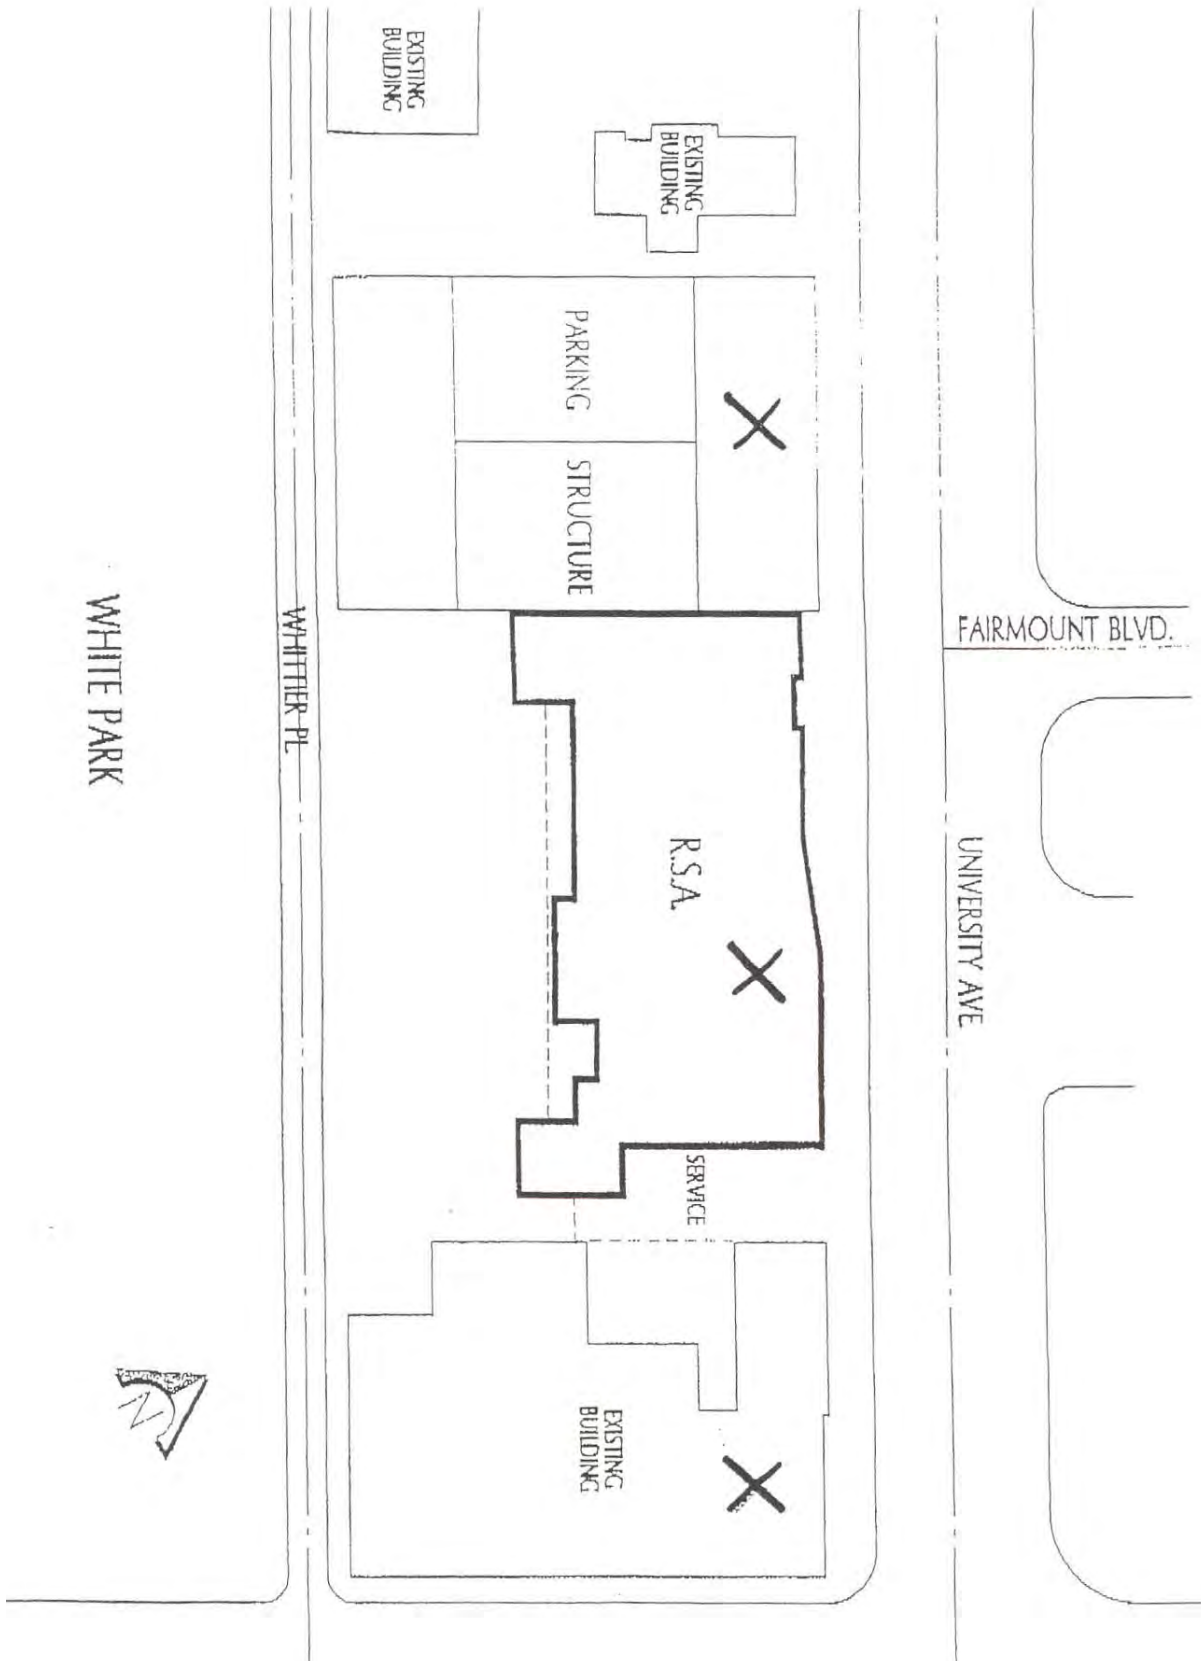 EXISTING
BUILDING
EXISTING
BUILDING
PARKING
STRUCTURE
FAIRMOUNT BLVD.
WHITE PARK
WHITTIER PL
R.S.A.
UNIVERSITY AVE
SERVICE
EXISTING
BUILDING
N